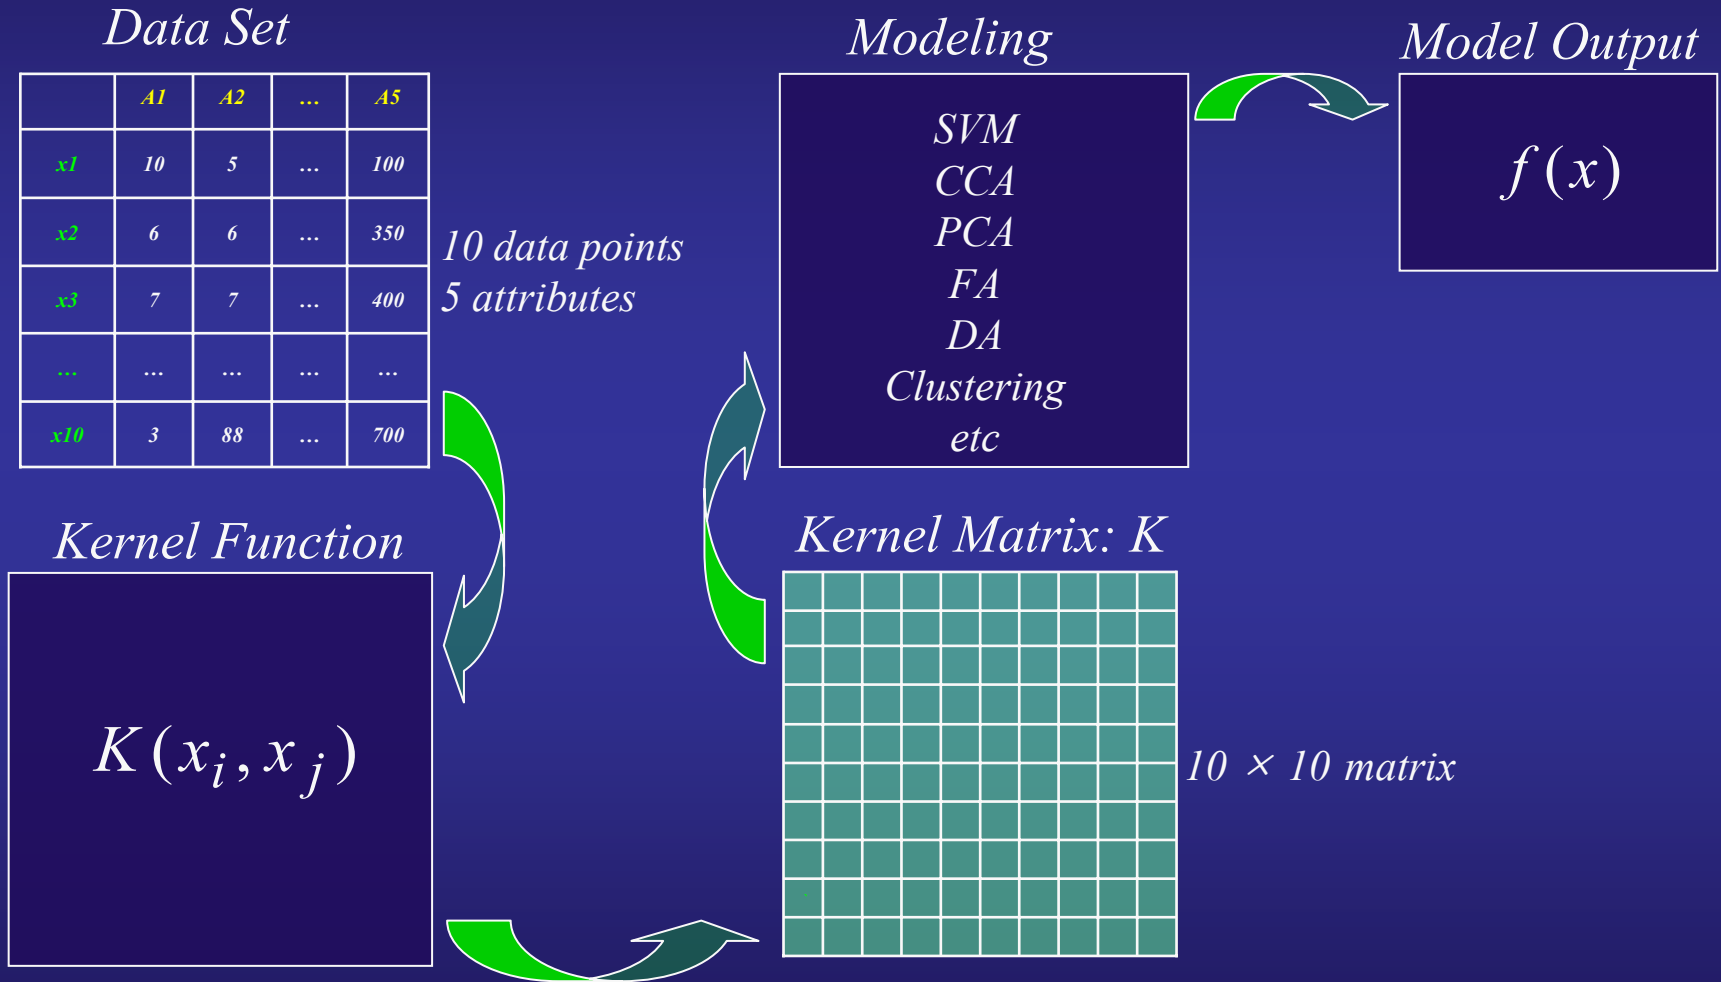 Data Set
A1 A2 ... A5
x1 10 5 ... 100
x2 6 6 ... 350
x3 7 7 ... 400
... ... ... ... ...
x10 3 88 ... 700
10 data points
5 attributes
Kernel Function
K(x_i, x_j)
Modeling
SVM
CCA
PCA
FA
DA
Clustering
etc
Kernel Matrix: K
10 × 10 matrix
Model Output
f(x)